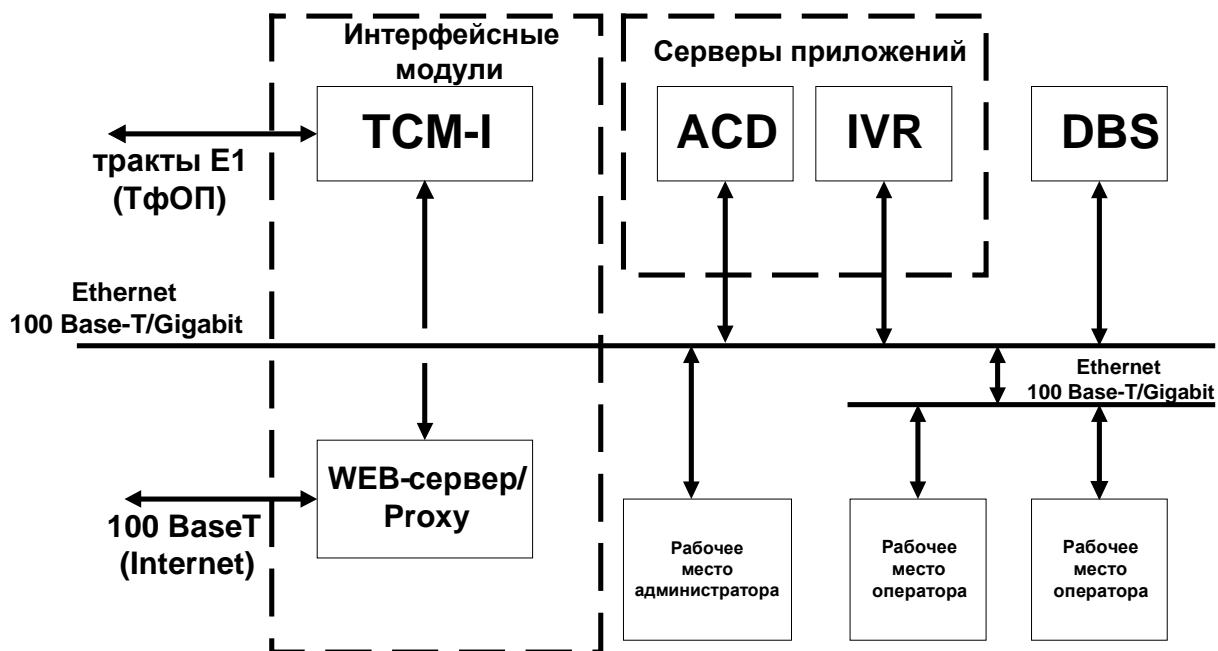 Интерфейсные
модули
Серверы приложений
TCM-I
ACD
IVR
DBS
тракты E1
(ТфОП)
Ethernet
100 Base-T/Gigabit
Ethernet
100 Base-T/Gigabit
WEB-сервер/
Proxy
100 BaseT
(Internet)
Рабочее
место
администратора
Рабочее
место
оператора
Рабочее
место
оператора